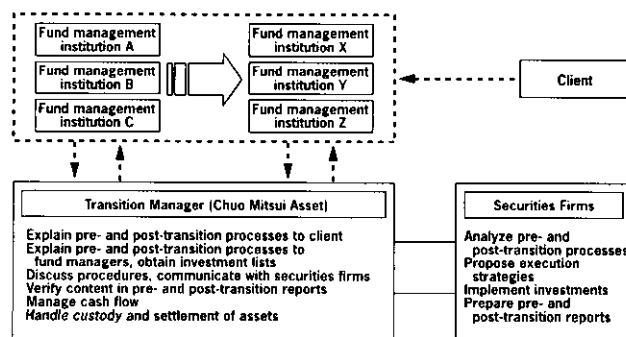 Fund management
institution A
Fund management
institution B
Fund management
institution C
Fund management
institution X
Fund management
institution Y
Fund management
institution Z
Client
Transition Manager (Chuo Mitsui Asset)
Explain pre- and post-transition processes to client
Explain pre- and post-transition processes to
fund managers, obtain investment lists
Discuss procedures, communicate with securities firms
Verify content in pre- and post-transition reports
Manage cash flow
Handle custody and settlement of assets
Securities Firms
Analyze pre- and
post-transition processes
Propose execution
strategies
Implement investments
Prepare pre- and
post-transition reports